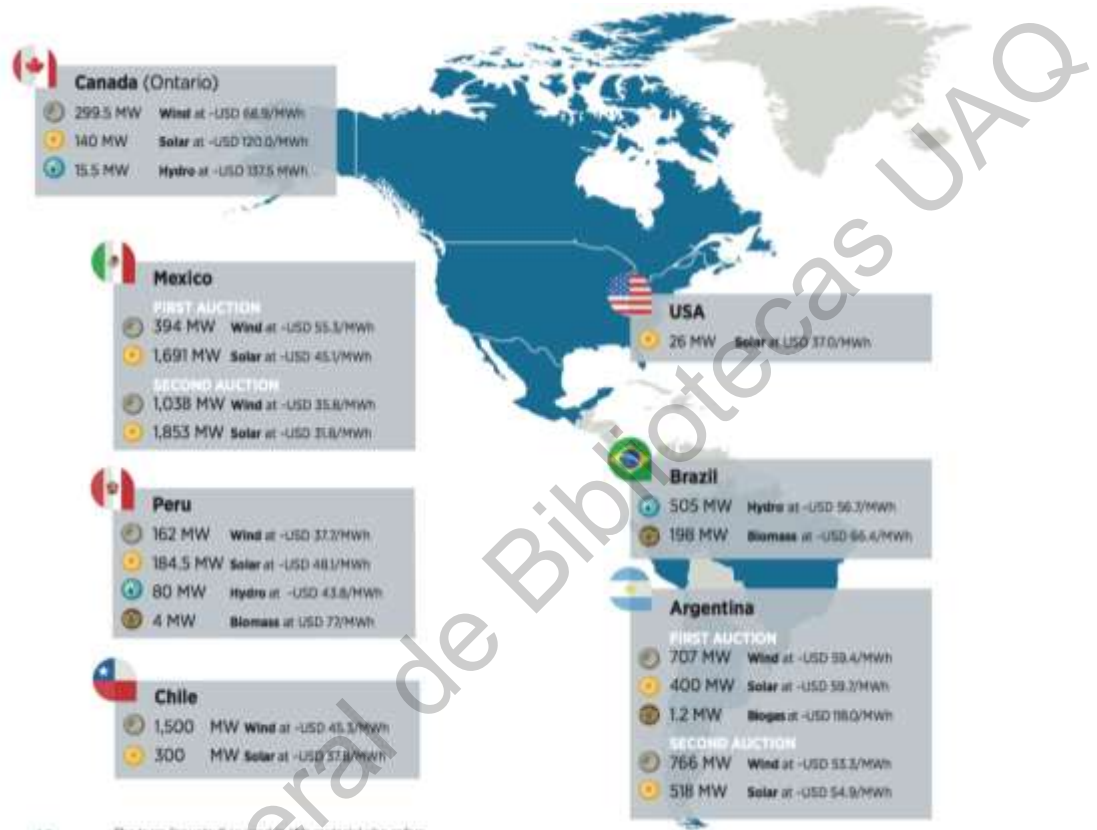 Canada (Ontario)
299.5 MW Wind at ~USD 68.9/MWh
140 MW Solar at ~USD 120.0/MWh
15.5 MW Hydro at ~USD 137.5 MWh
Mexico
FIRST AUCTION
394 MW Wind at ~USD 55.3/MWh
1,691 MW Solar at ~USD 45.1/MWh
SECOND AUCTION
1,038 MW Wind at ~USD 35.8/MWh
1,853 MW Solar at ~USD 31.8/MWh
Peru
162 MW Wind at ~USD 37.7/MWh
184.5 MW Solar at ~USD 48.1/MWh
80 MW Hydro at ~USD 43.8/MWh
4 MW Biomass at USD 77/MWh
Chile
1,500 MW Wind at ~USD 45.3/MWh
300 MW Solar at ~USD 37.8/MWh
USA
26 MW Solar at USD 37.0/MWh
Brazil
505 MW Hydro at ~USD 56.7/MWh
198 MW Biomass at ~USD 66.4/MWh
Argentina
FIRST AUCTION
707 MW Wind at ~USD 59.4/MWh
400 MW Solar at ~USD 59.7/MWh
1.2 MW Biogas at ~USD 118.0/MWh
SECOND AUCTION
766 MW Wind at ~USD 53.3/MWh
518 MW Solar at ~USD 54.9/MWh
eral de Bibliotecas UAQ